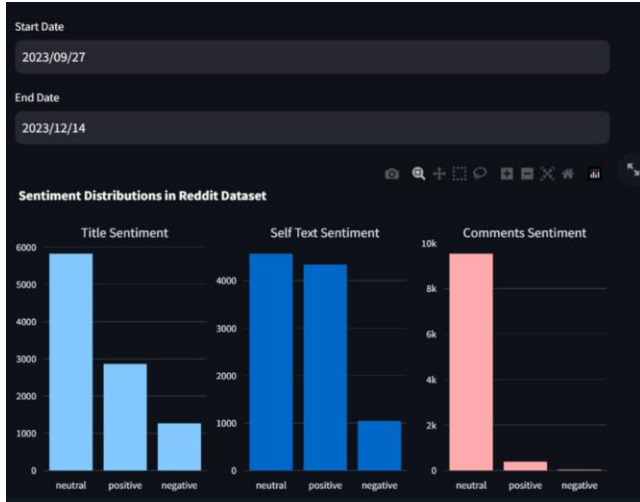 Start Date
2023/09/27
End Date
2023/12/14
Sentiment Distributions in Reddit Dataset
Title Sentiment
6000
5000
4000
3000
2000
1000
0
neutral positive negative
Self Text Sentiment
4000
3000
2000
1000
0
neutral positive negative
Comments Sentiment
10k
8k
6k
4k
2k
0
neutral positive negative